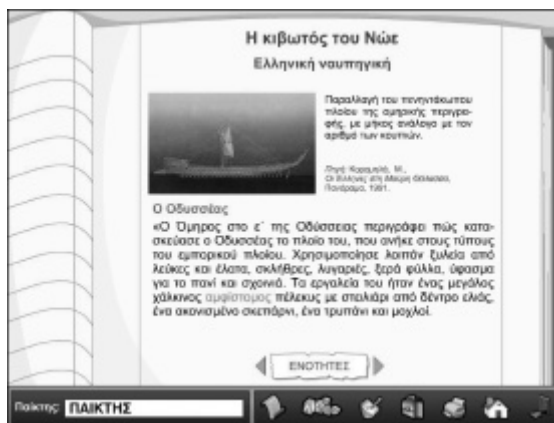 Η κιβωτός του Νώε
Ελληνική ναυπηγική
Παραλλαγή του πενηντάκωπου
πλοίου της ομηρικής περιγρα-
φής, με μήκος ανάλογα με τον
αριθμό των κουπιών.
Πηγή: Καραμπλά, Μ.,
Οι Έλληνες στη Μαύρη Θάλασσα,
Πανόραμα, 1991.
Ο Οδυσσέας
«Ο Όμηρος στο ε΄ της Οδύσσειας περιγράφει πώς κατα-
σκεύασε ο Οδυσσέας το πλοίο του, που ανήκε στους τύπους
του εμπορικού πλοίου. Χρησιμοποίησε λοιπόν ξυλεία από
λεύκες και έλατα, σκλήθρες, λυγαριές, ξερά φύλλα, ύφασμα
για το πανί και σχοινιά. Τα εργαλεία του ήταν ένας μεγάλος
χάλκινος αμφίστομος πέλεκυς με στειλιάρι από δέντρο ελιάς,
ένα ακονισμένο σκεπάρνι, ένα τρυπάνι και μοχλοί.
ΕΝΟΤΗΤΕΣ
Παίκτης: ΠΑΙΚΤΗΣ